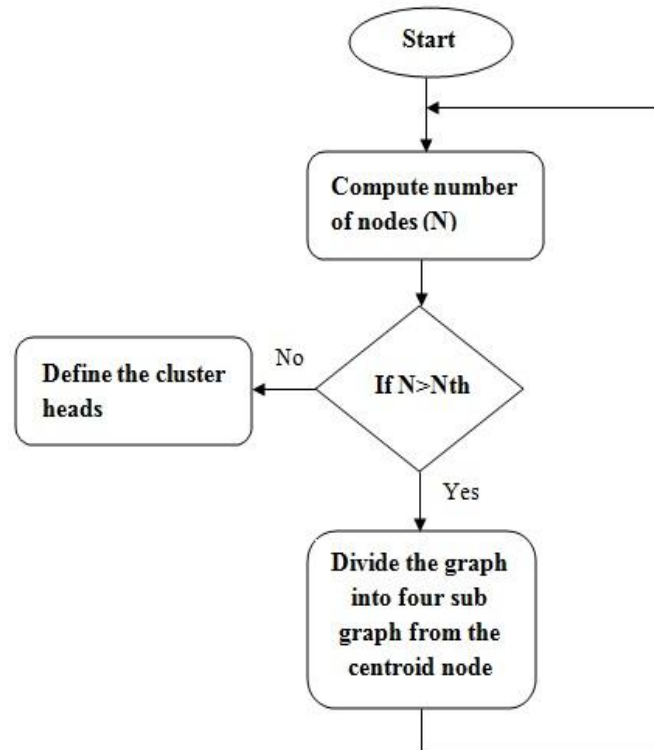 Start
Compute number
of nodes (N)
No
If N>Nth
Define the cluster
heads
Yes
Divide the graph
into four sub
graph from the
centroid node